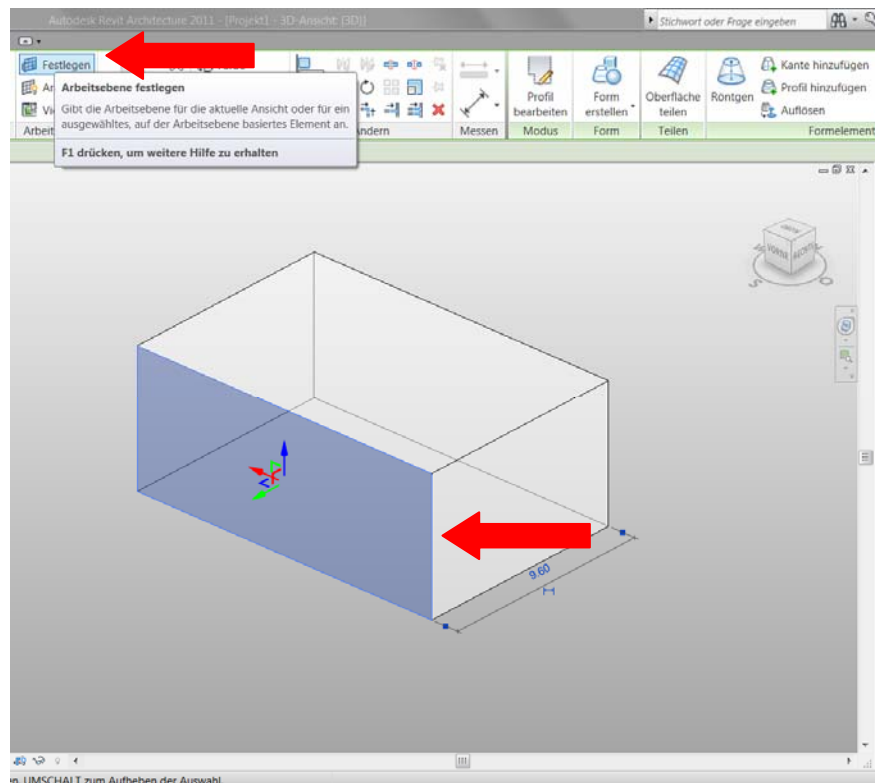 Autodesk Revit Architecture 2011 - [Projekt1 - 3D-Ansicht: {3D}]
Stichwort oder Frage eingeben
Festlegen
Arbeitsebene festlegen
Gibt die Arbeitsebene für die aktuelle Ansicht oder für ein
ausgewähltes, auf der Arbeitsebene basiertes Element an.
F1 drücken, um weitere Hilfe zu erhalten
Profil
bearbeiten
Form
erstellen
Oberfläche
teilen
Röntgen
Kante hinzufügen
Profil hinzufügen
Auflösen
Messen
Modus
Form
Teilen
Formelement
VORNE
S
9.60
UMSCHALT zum Aufheben der Auswahl